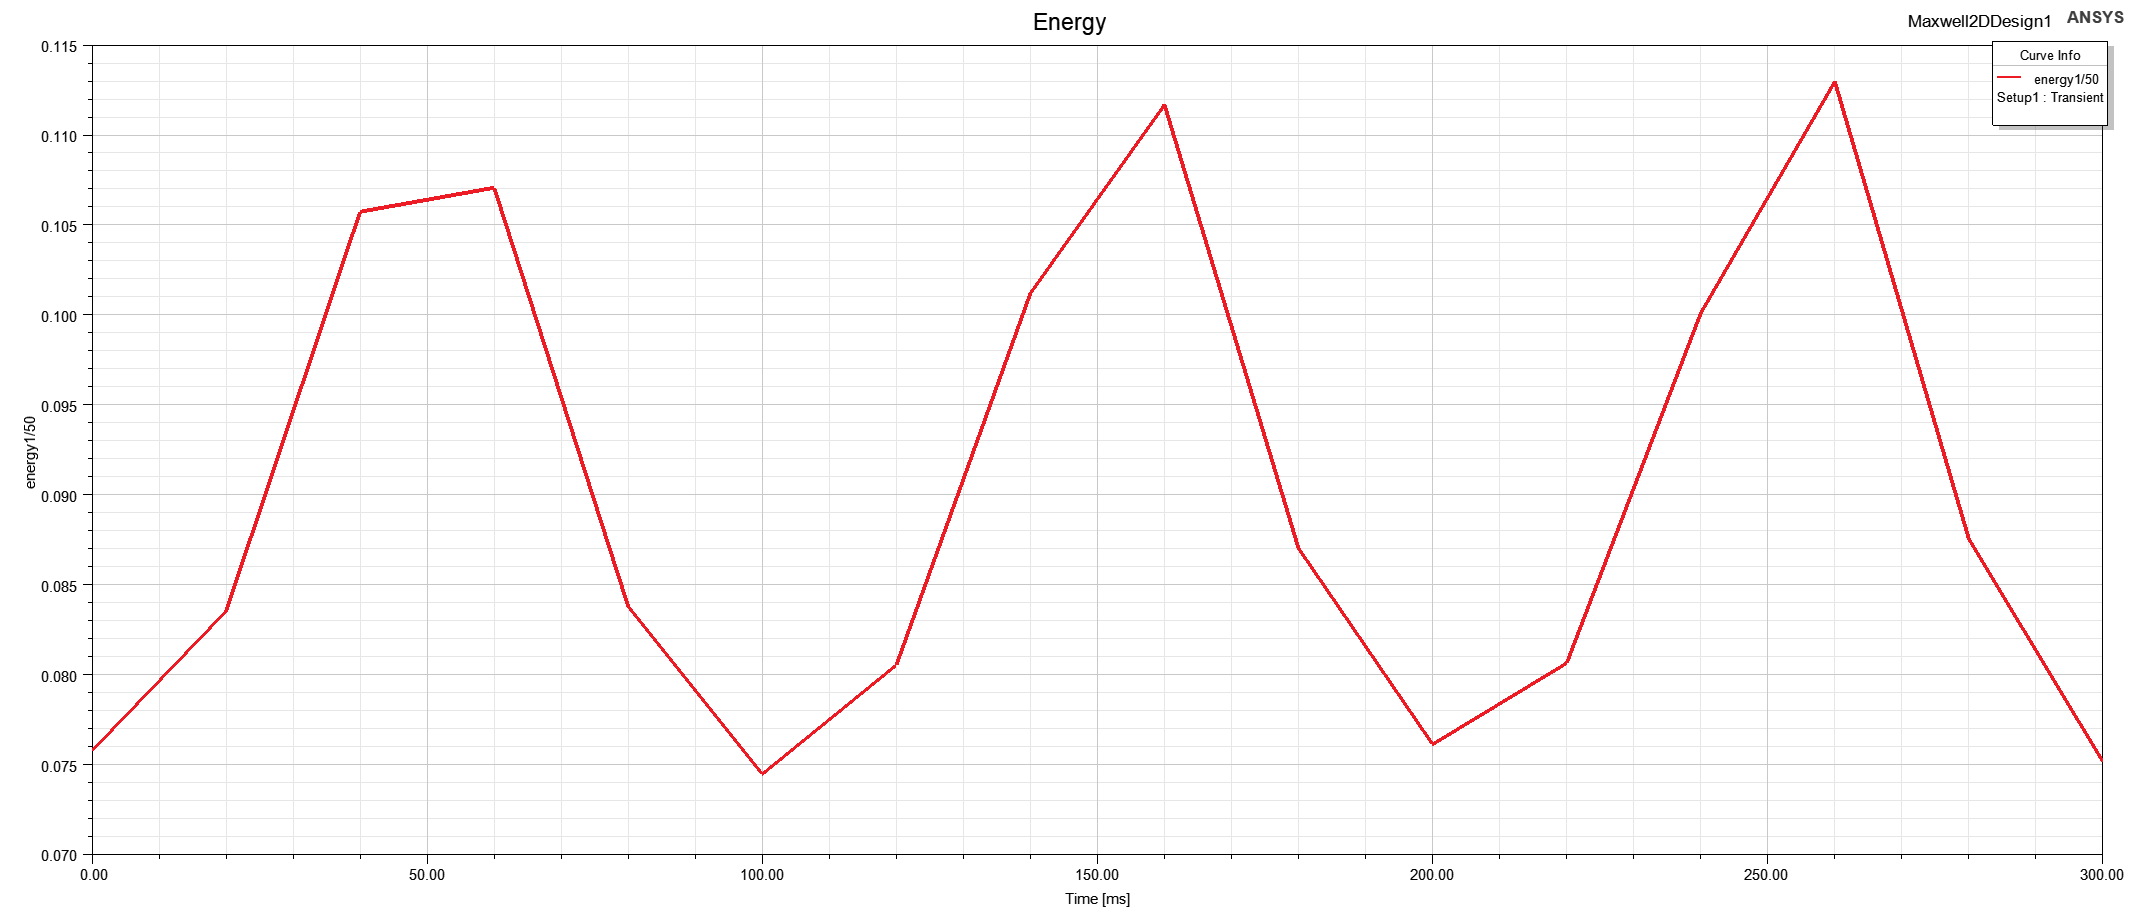 Energy
Maxwell2DDesign1
ANSYS
Curve Info
energy1/50
Setup1 : Transient
0.115
0.110
0.105
0.100
0.095
0.090
0.085
0.080
0.075
0.070
energy1/50
0.00
50.00
100.00
150.00
200.00
250.00
300.00
Time [ms]